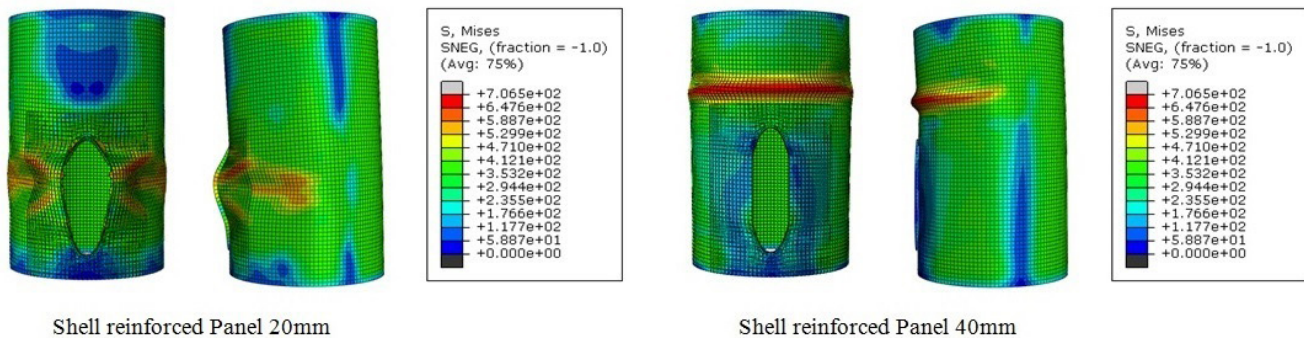 S, Mises
SNEG, (fraction = -1.0)
(Avg: 75%)
+7.065e+02
+6.476e+02
+5.887e+02
+5.299e+02
+4.710e+02
+4.121e+02
+3.532e+02
+2.944e+02
+2.355e+02
+1.766e+02
+1.177e+02
+5.887e+01
+0.000e+00
S, Mises
SNEG, (fraction = -1.0)
(Avg: 75%)
+7.065e+02
+6.476e+02
+5.887e+02
+5.299e+02
+4.710e+02
+4.121e+02
+3.532e+02
+2.944e+02
+2.355e+02
+1.766e+02
+1.177e+02
+5.887e+01
+0.000e+00
Shell reinforced Panel 20mm
Shell reinforced Panel 40mm